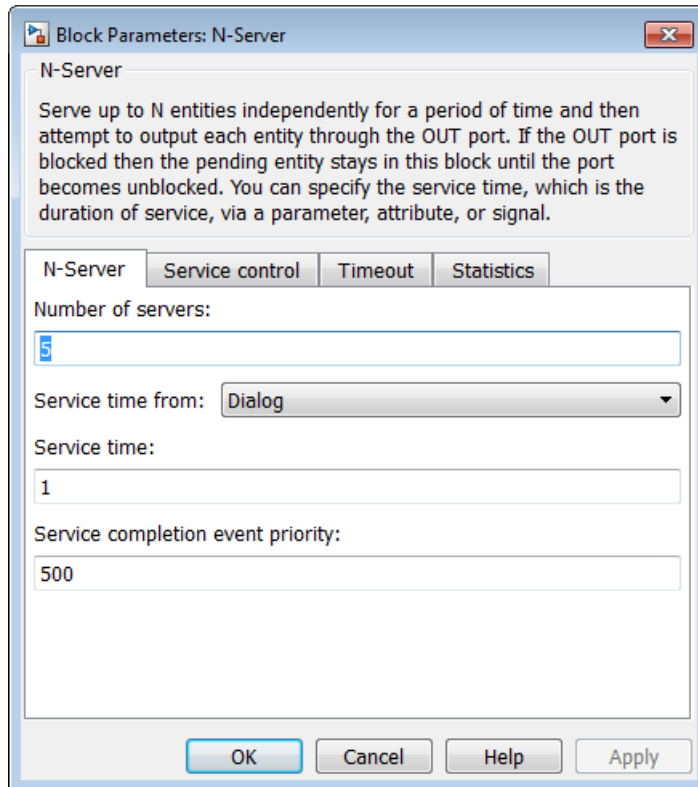 Block Parameters: N-Server
N-Server
Serve up to N entities independently for a period of time and then
attempt to output each entity through the OUT port. If the OUT port is
blocked then the pending entity stays in this block until the port
becomes unblocked. You can specify the service time, which is the
duration of service, via a parameter, attribute, or signal.
N-Server Service control Timeout Statistics
Number of servers:
5
Service time from: Dialog
Service time:
1
Service completion event priority:
500
OK Cancel Help Apply